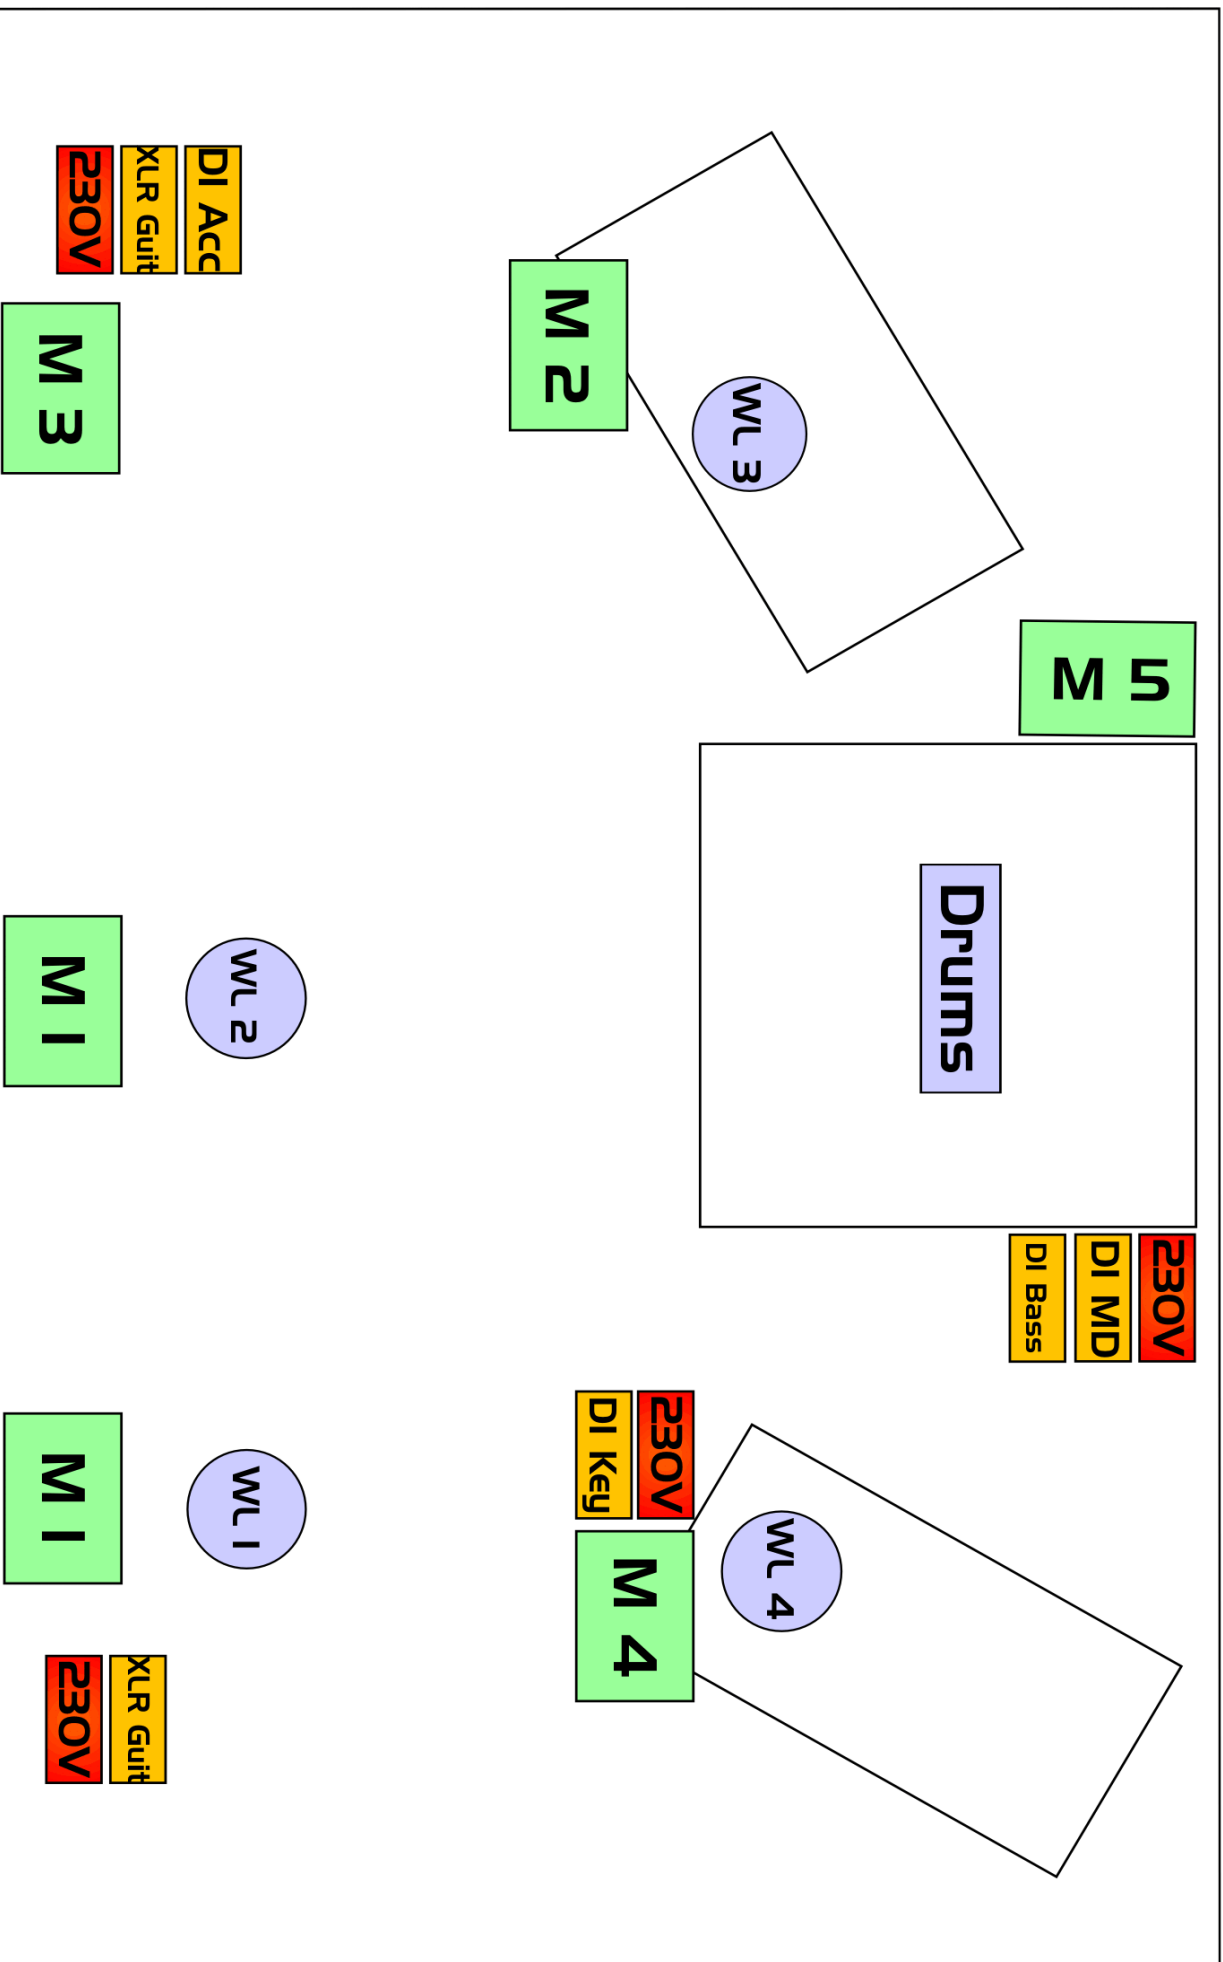 M 5
230V
DI MD
DI Bass
Drums
WL 3
WL 4
M 2
230V
DI Key
M 4
DI Acc
XLR Guit
230V
WL 2
WL 1
XLR Guit
230V
M 3
M 1
M 1